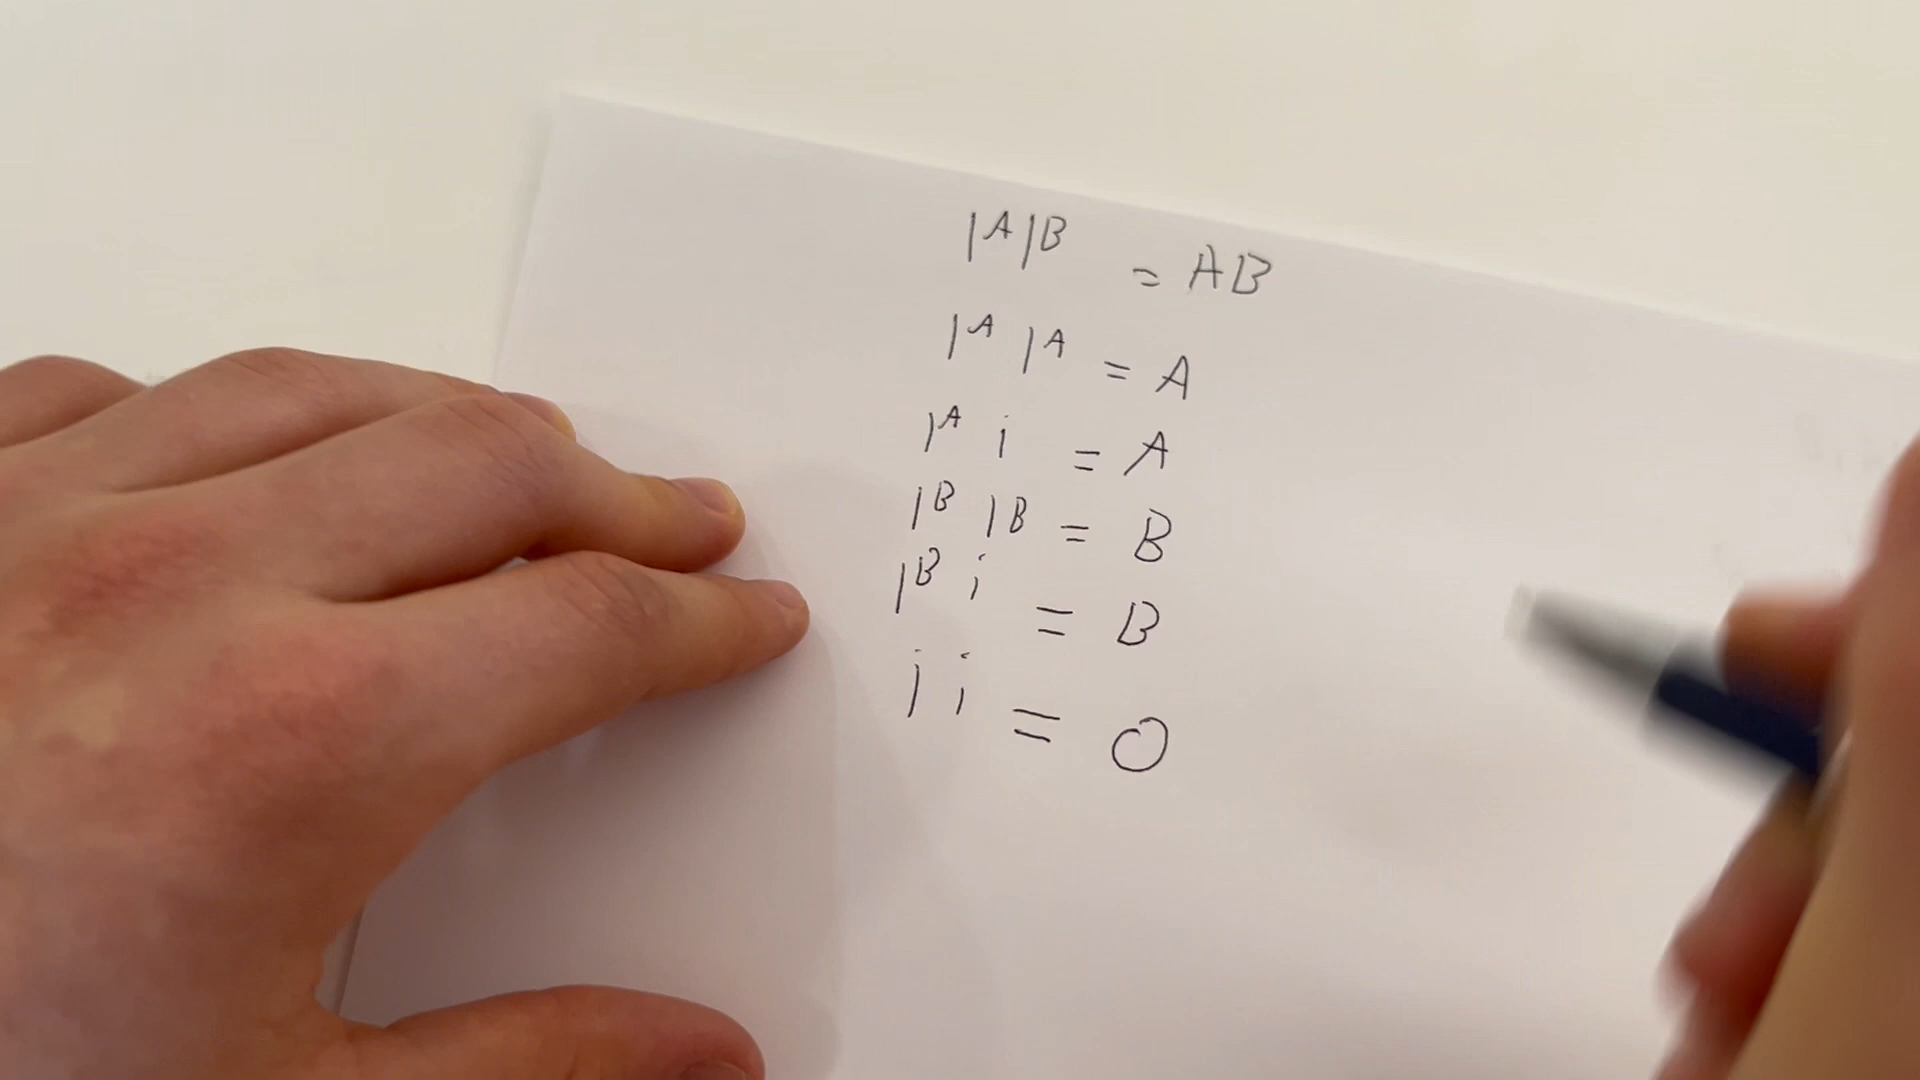 I^A I^B = AB
I^A I^A = A
I^A i = A
I^B I^B = B
I^B i = B
i i = O